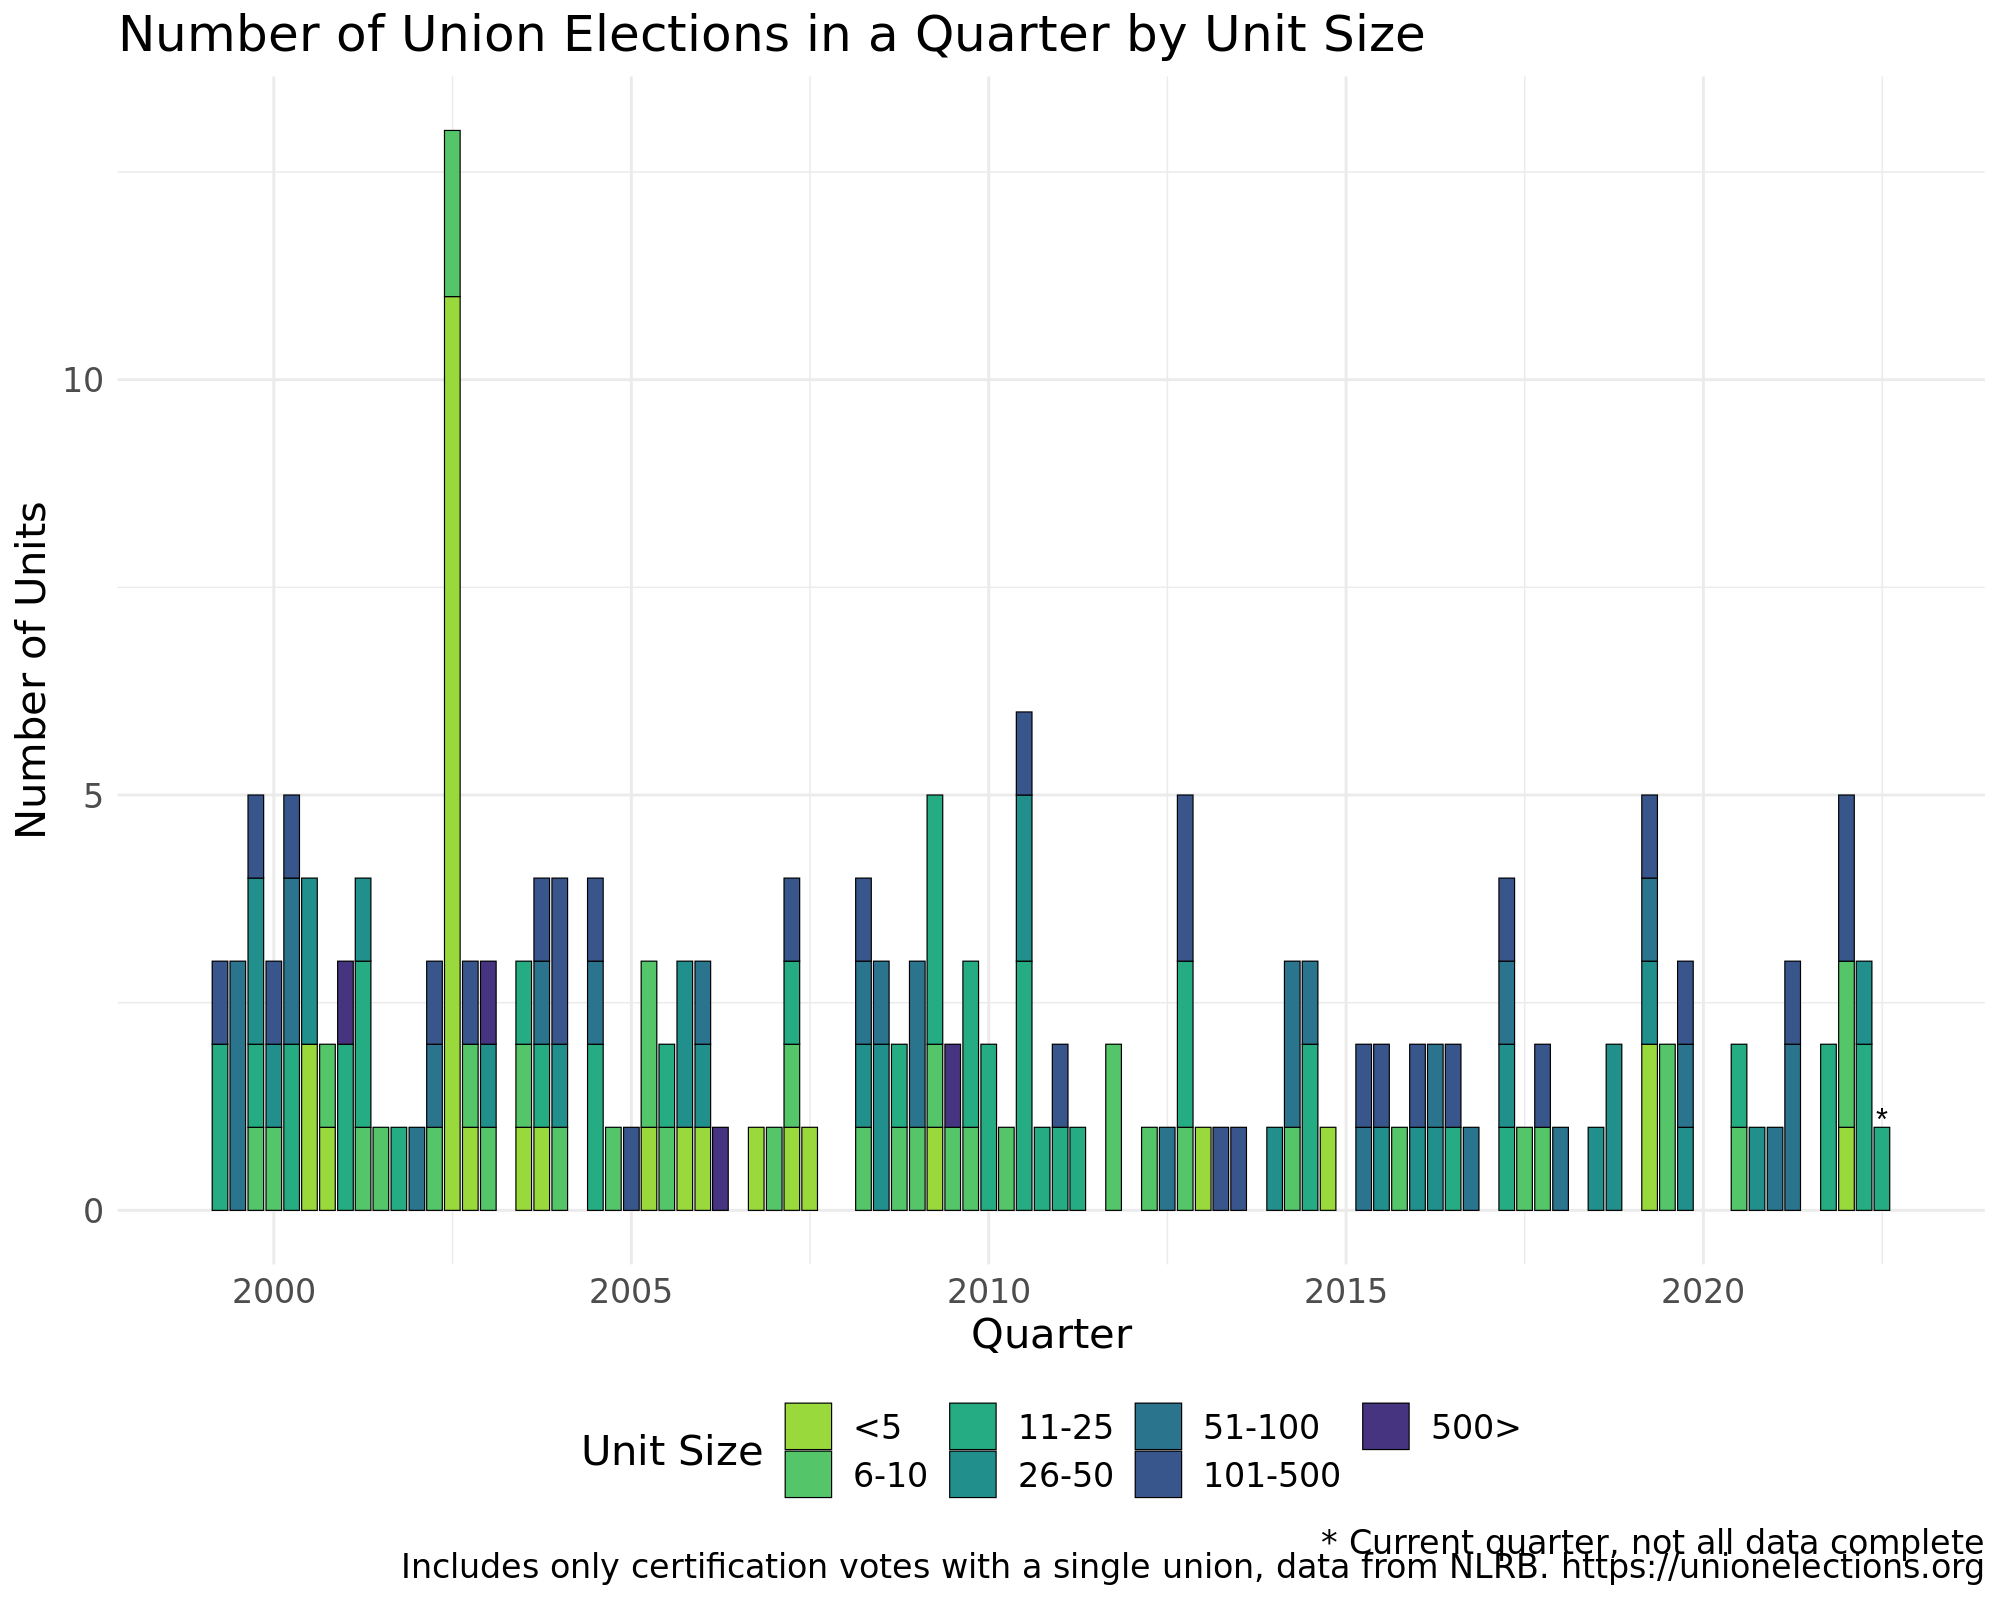 Number of Union Elections in a Quarter by Unit Size
Number of Units
10
5
0
*
2000 2005 2010 2015 2020
Quarter
Unit Size
<5 11-25 51-100 500>
6-10 26-50 101-500
* Current quarter, not all data complete
Includes only certification votes with a single union, data from NLRB. https://unionelections.org